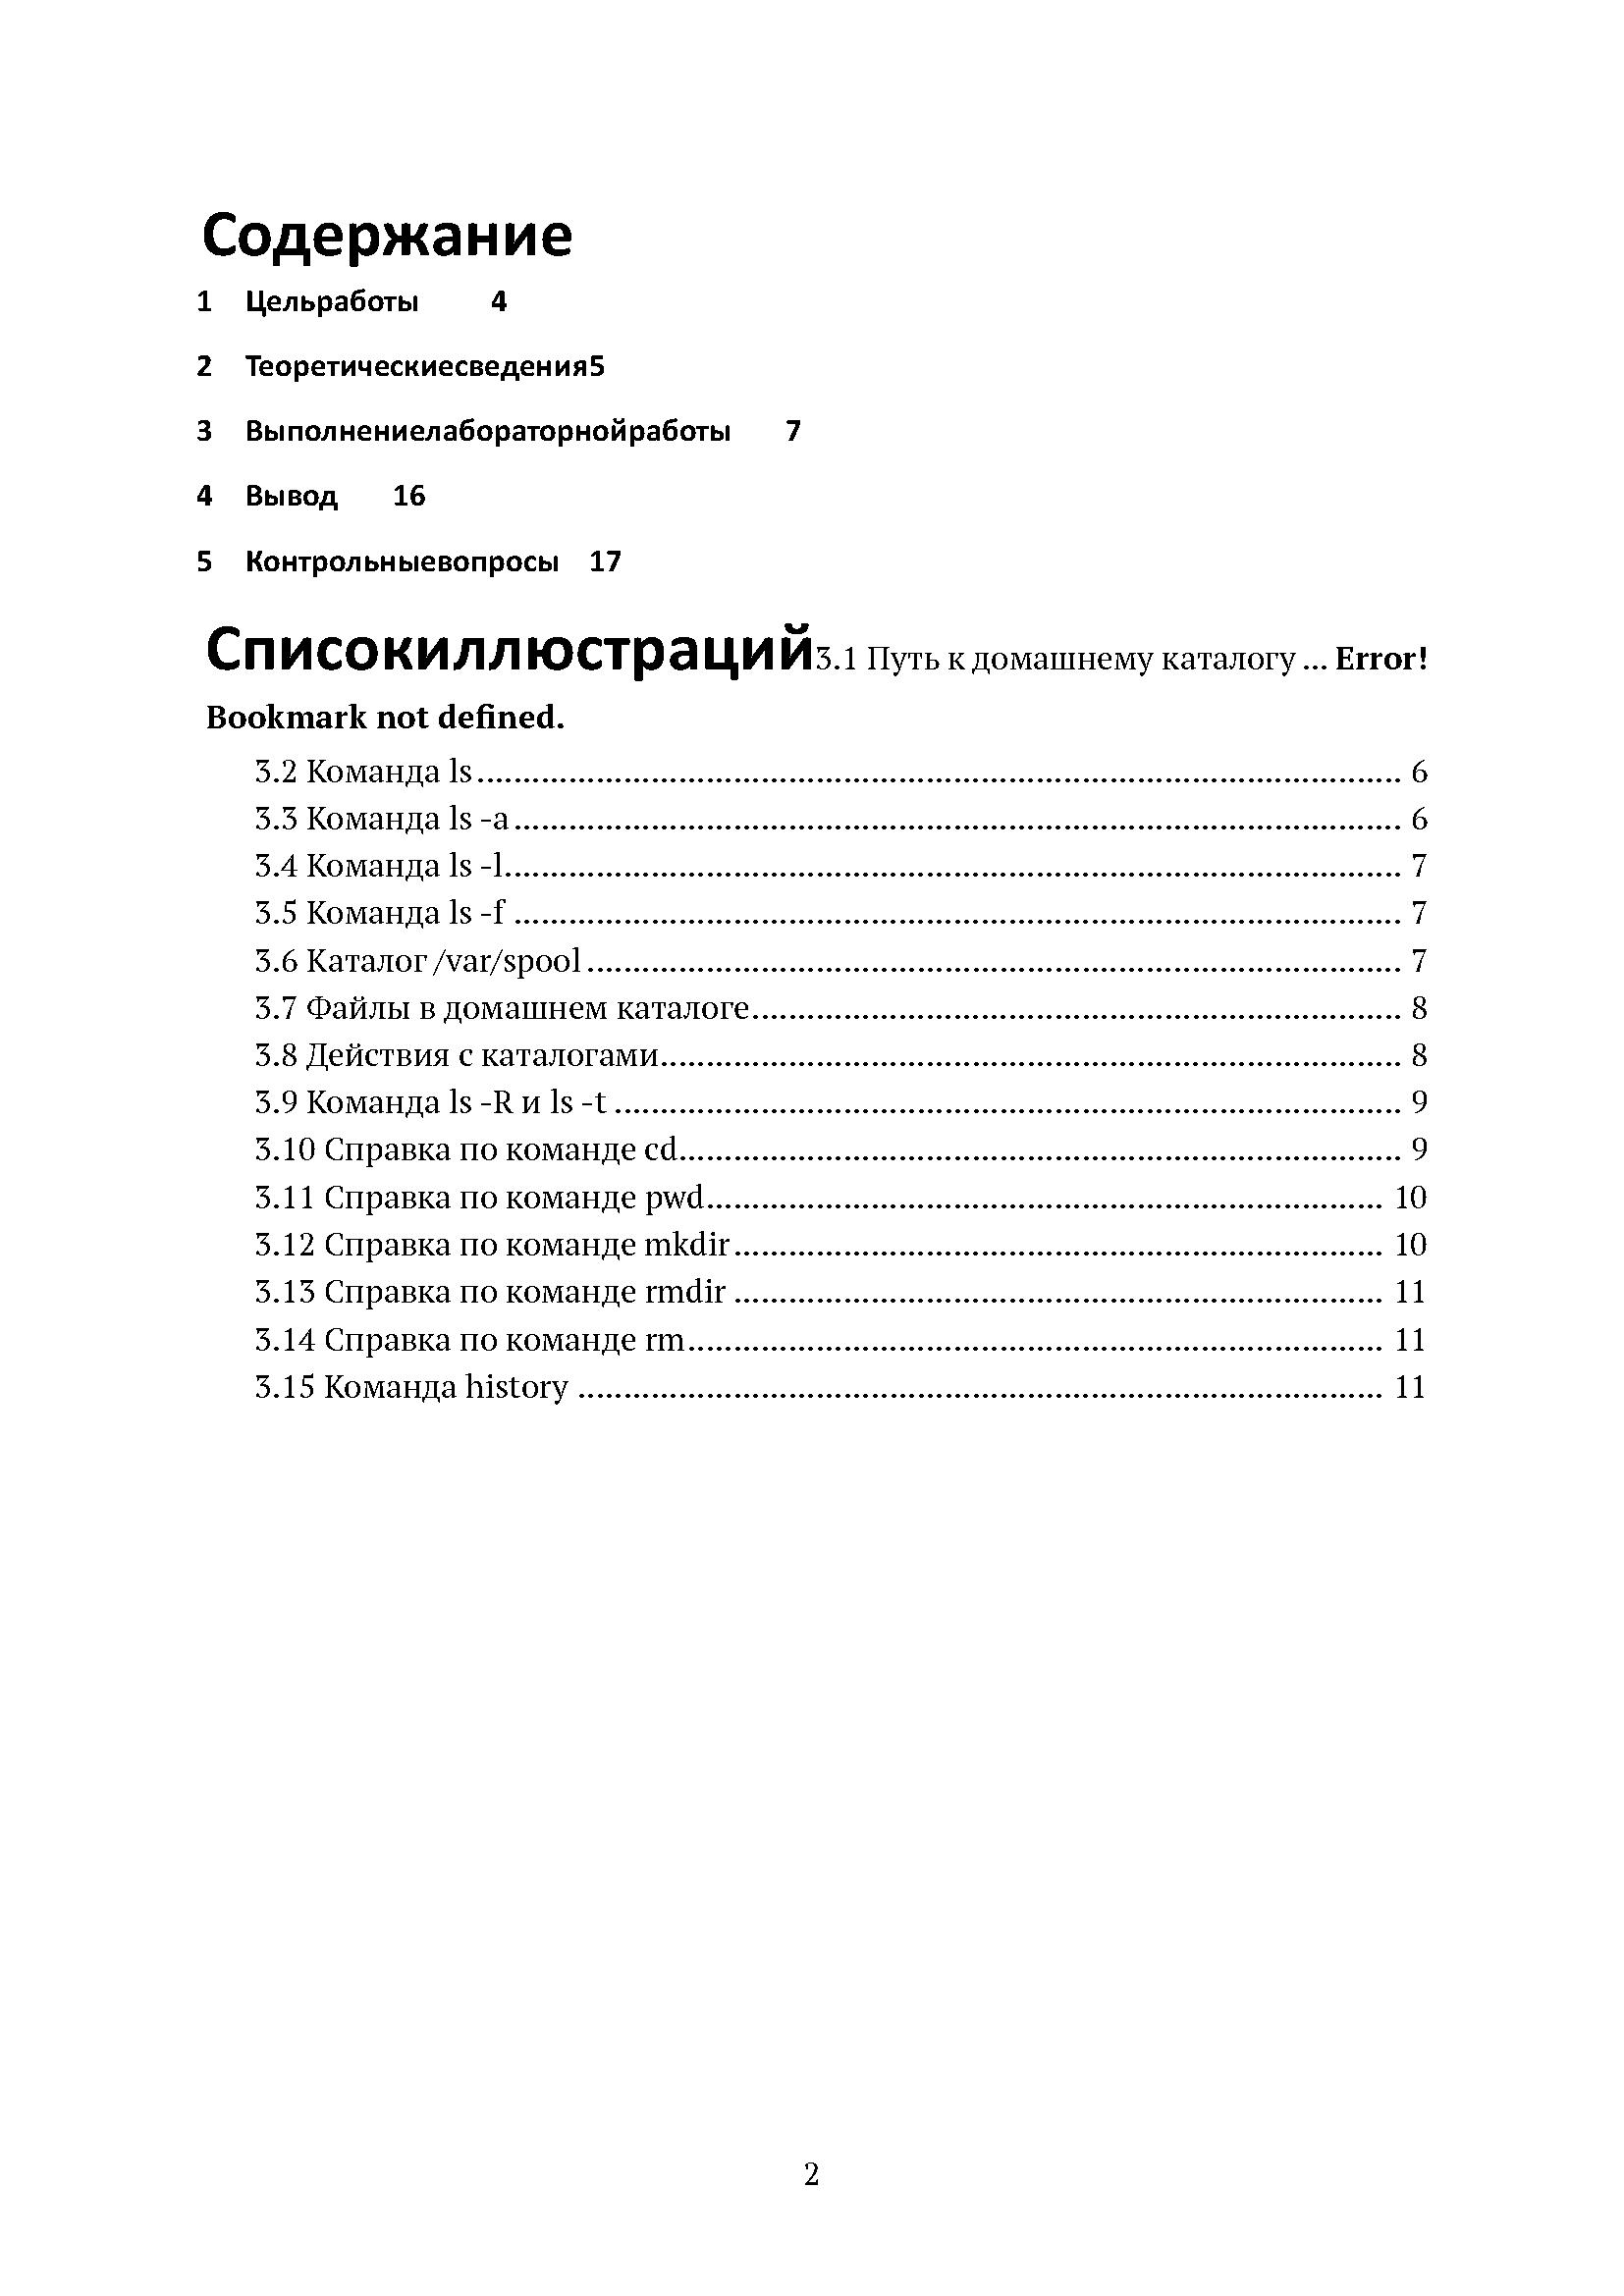 Содержание
1 Цельработы 4
2 Теоретическиесведения5
3 Выполнениелабораторнойработы 7
4 Вывод 16
5 Контрольныевопросы 17
Списокиллюстраций3.1 Путь к домашнему каталогу ... Error!
Bookmark not defined.
3.2 Команда ls........................................................................................................ 6
3.3 Команда ls -a.................................................................................................... 6
3.4 Команда ls -l..................................................................................................... 7
3.5 Команда ls -f .................................................................................................... 7
3.6 Каталог /var/spool............................................................................................ 7
3.7 Файлы в домашнем каталоге......................................................................... 8
3.8 Действия с каталогами................................................................................... 8
3.9 Команда ls -R и ls -t ........................................................................................ 9
3.10 Справка по команде cd................................................................................. 9
3.11 Справка по команде pwd............................................................................ 10
3.12 Справка по команде mkdir......................................................................... 10
3.13 Справка по команде rmdir ......................................................................... 11
3.14 Справка по команде rm.............................................................................. 11
3.15 Команда history .......................................................................................... 11
2